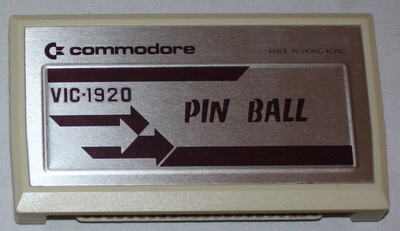 commodore
MADE IN HONG KONG
VIC-1920
PIN BALL